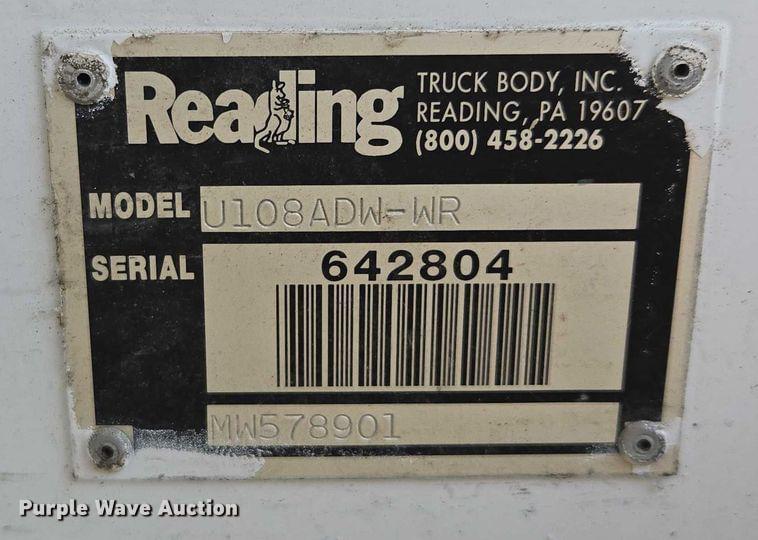 Reading
TRUCK BODY, INC.
READING, PA 19607
(800) 458-2226
MODEL U108ADW-WR
SERIAL 642804
MW578901
Purple Wave Auction